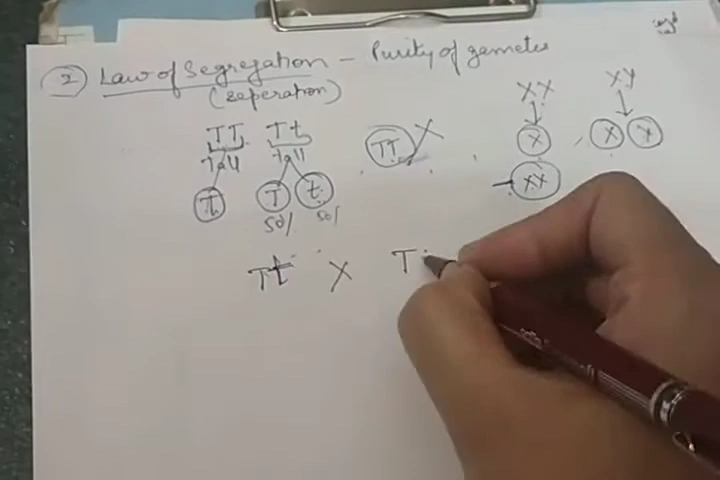 2) Law of Segregation - Purity of gametes
(seperation)
XX XY
TT Tt TT X X X Y
tall tall
T T t XX
50% 50%
Tt X T